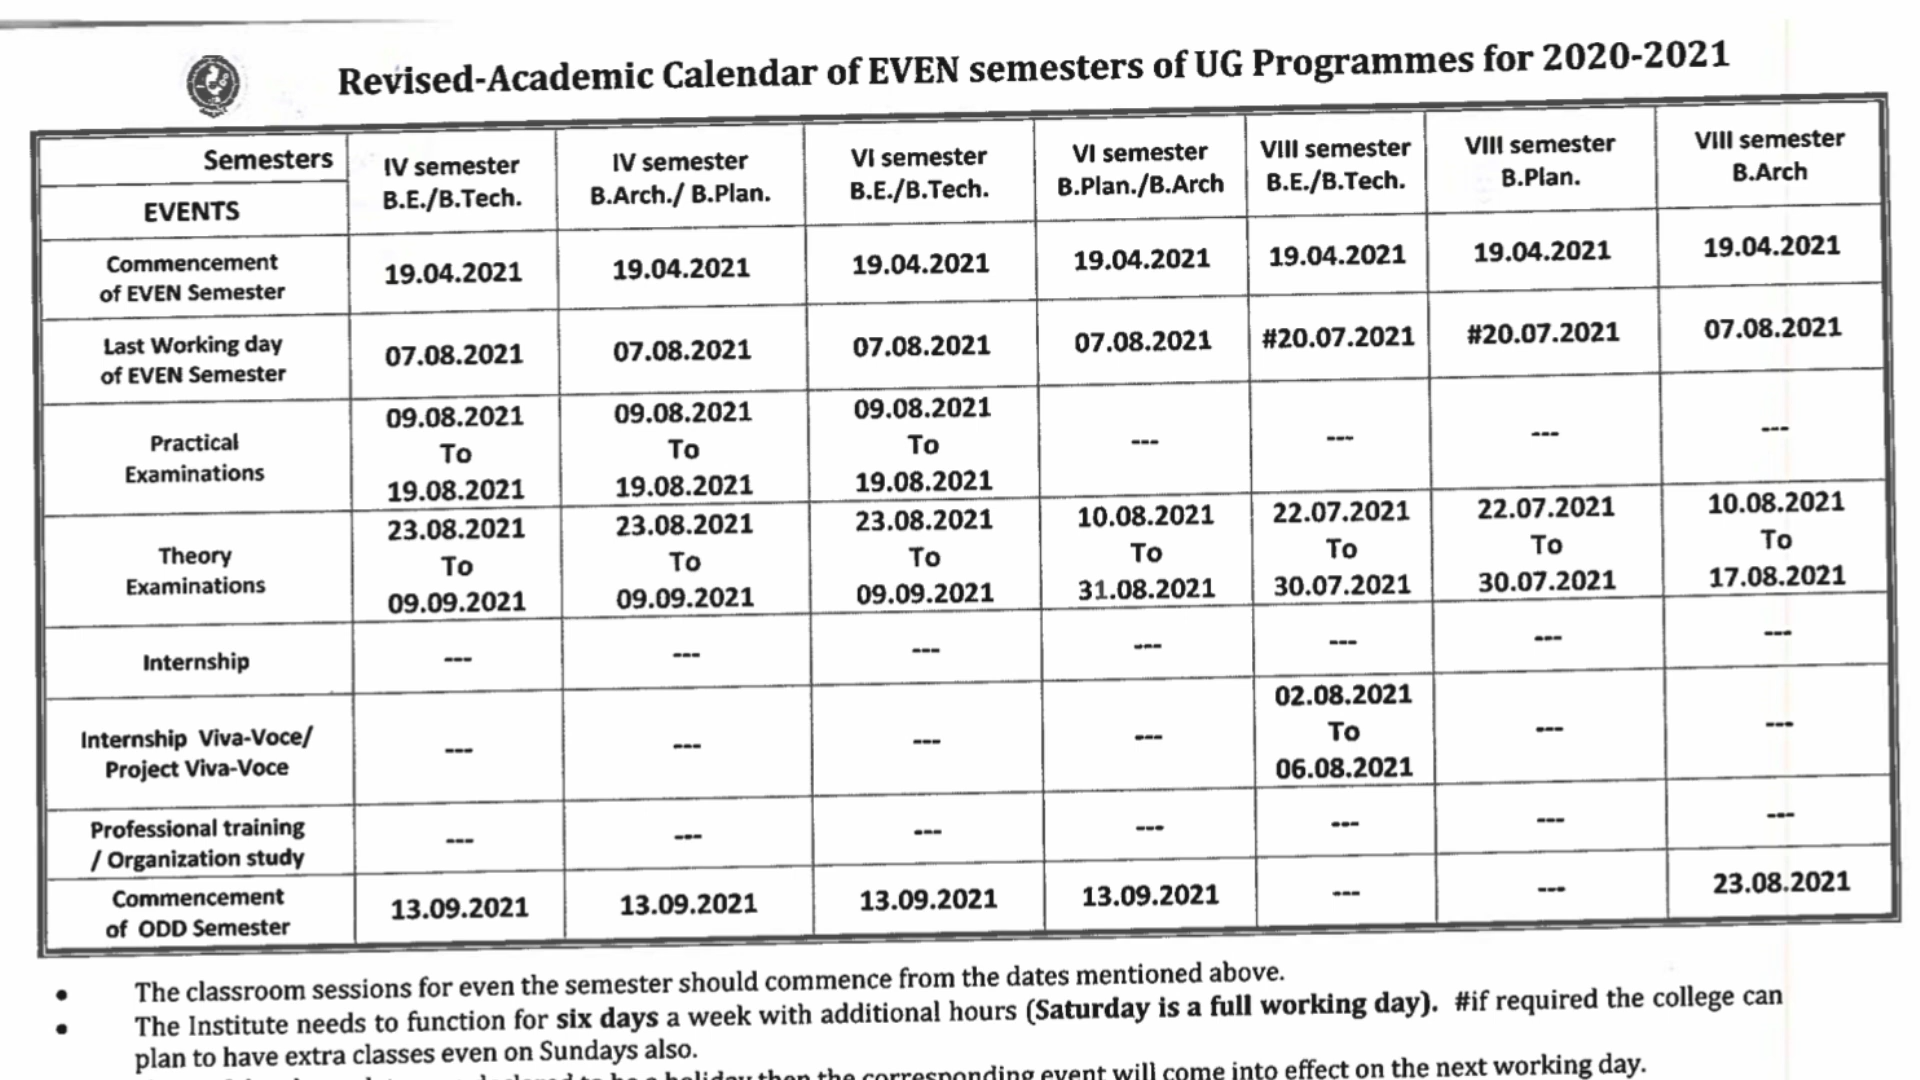 Revised-Academic Calendar of EVEN semesters of UG Programmes for 2020-2021
Semesters
EVENTS
IV semester
B.E./B.Tech.
IV semester
B.Arch./ B.Plan.
VI semester
B.E./B.Tech.
VI semester
B.Plan./B.Arch
VIII semester
B.E./B.Tech.
VIII semester
B.Plan.
VIII semester
B.Arch
Commencement
of EVEN Semester
19.04.2021
19.04.2021
19.04.2021
19.04.2021
19.04.2021
19.04.2021
19.04.2021
Last Working day
of EVEN Semester
07.08.2021
07.08.2021
07.08.2021
07.08.2021
#20.07.2021
#20.07.2021
07.08.2021
Practical
Examinations
09.08.2021
To
19.08.2021
09.08.2021
To
19.08.2021
09.08.2021
To
19.08.2021
---
---
---
---
Theory
Examinations
23.08.2021
To
09.09.2021
23.08.2021
To
09.09.2021
23.08.2021
To
09.09.2021
10.08.2021
To
31.08.2021
22.07.2021
To
30.07.2021
22.07.2021
To
30.07.2021
10.08.2021
To
17.08.2021
Internship
---
---
---
---
---
---
---
Internship Viva-Voce/
Project Viva-Voce
---
---
---
---
02.08.2021
To
06.08.2021
---
---
Professional training
/ Organization study
---
---
---
---
---
---
---
Commencement
of ODD Semester
13.09.2021
13.09.2021
13.09.2021
13.09.2021
---
---
23.08.2021
• The classroom sessions for even the semester should commence from the dates mentioned above.
• The Institute needs to function for six days a week with additional hours (Saturday is a full working day). #if required the college can
plan to have extra classes even on Sundays also.
holiday then the corresponding event will come into effect on the next working day.